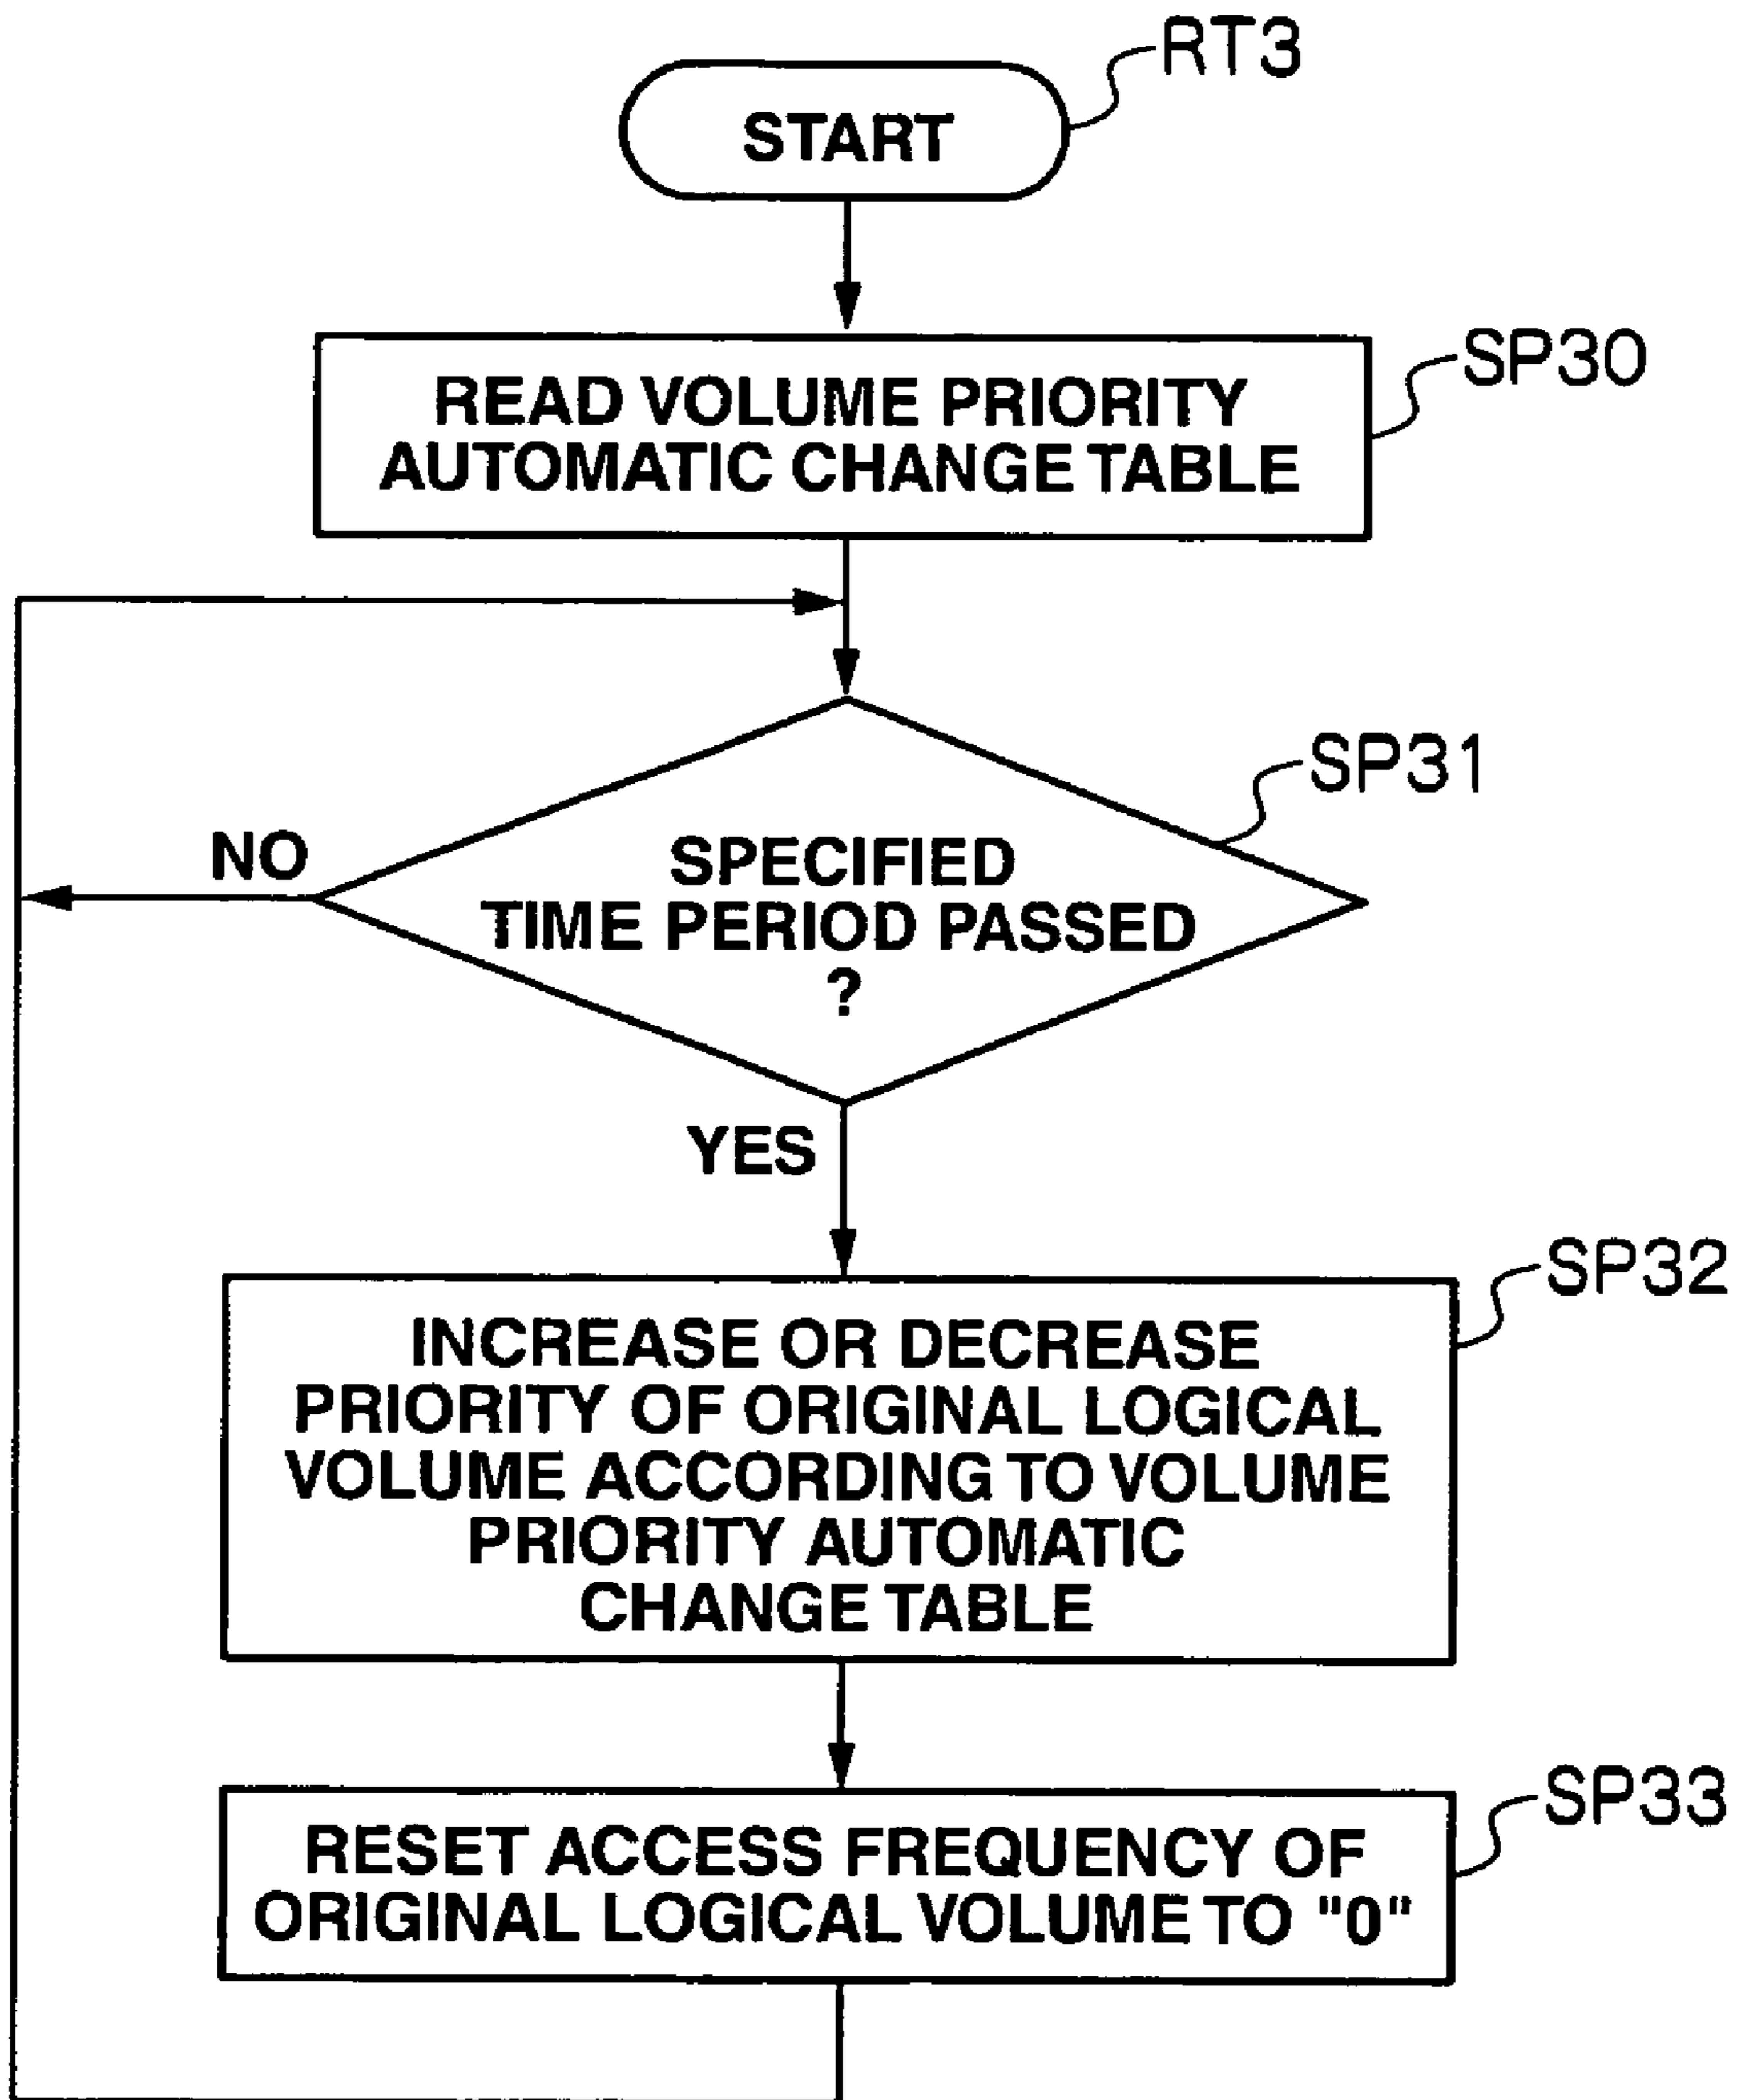 RT3
START
SP30
READ VOLUME PRIORITY
AUTOMATIC CHANGE TABLE
SP31
NO
SPECIFIED
TIME PERIOD PASSED
?
YES
SP32
INCREASE OR DECREASE
PRIORITY OF ORIGINAL LOGICAL
VOLUME ACCORDING TO VOLUME
PRIORITY AUTOMATIC
CHANGE TABLE
SP33
RESET ACCESS FREQUENCY OF
ORIGINAL LOGICAL VOLUME TO "0"